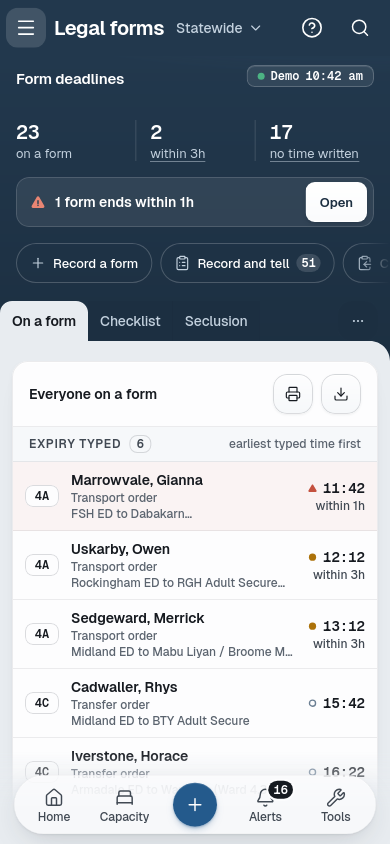 Legal forms
Statewide
Form deadlines
Demo 10:42 am
23
on a form
2
within 3h
17
no time written
1 form ends within 1h
Open
Record a form
Record and tell 51
On a form
Checklist
Seclusion
...
Everyone on a form
EXPIRY TYPED 6
earliest typed time first
4A
Marrowvale, Gianna
Transport order
FSH ED to Dabakarn…
11:42
within 1h
4A
Uskarby, Owen
Transport order
Rockingham ED to RGH Adult Secure…
12:12
within 3h
4A
Sedgeward, Merrick
Transport order
Midland ED to Mabu Liyan / Broome M…
13:12
within 3h
4C
Cadwaller, Rhys
Transfer order
Midland ED to BTY Adult Secure
15:42
4C
Iverstone, Horace
Transfer order
16:22
Home
Capacity
Alerts
16
Tools